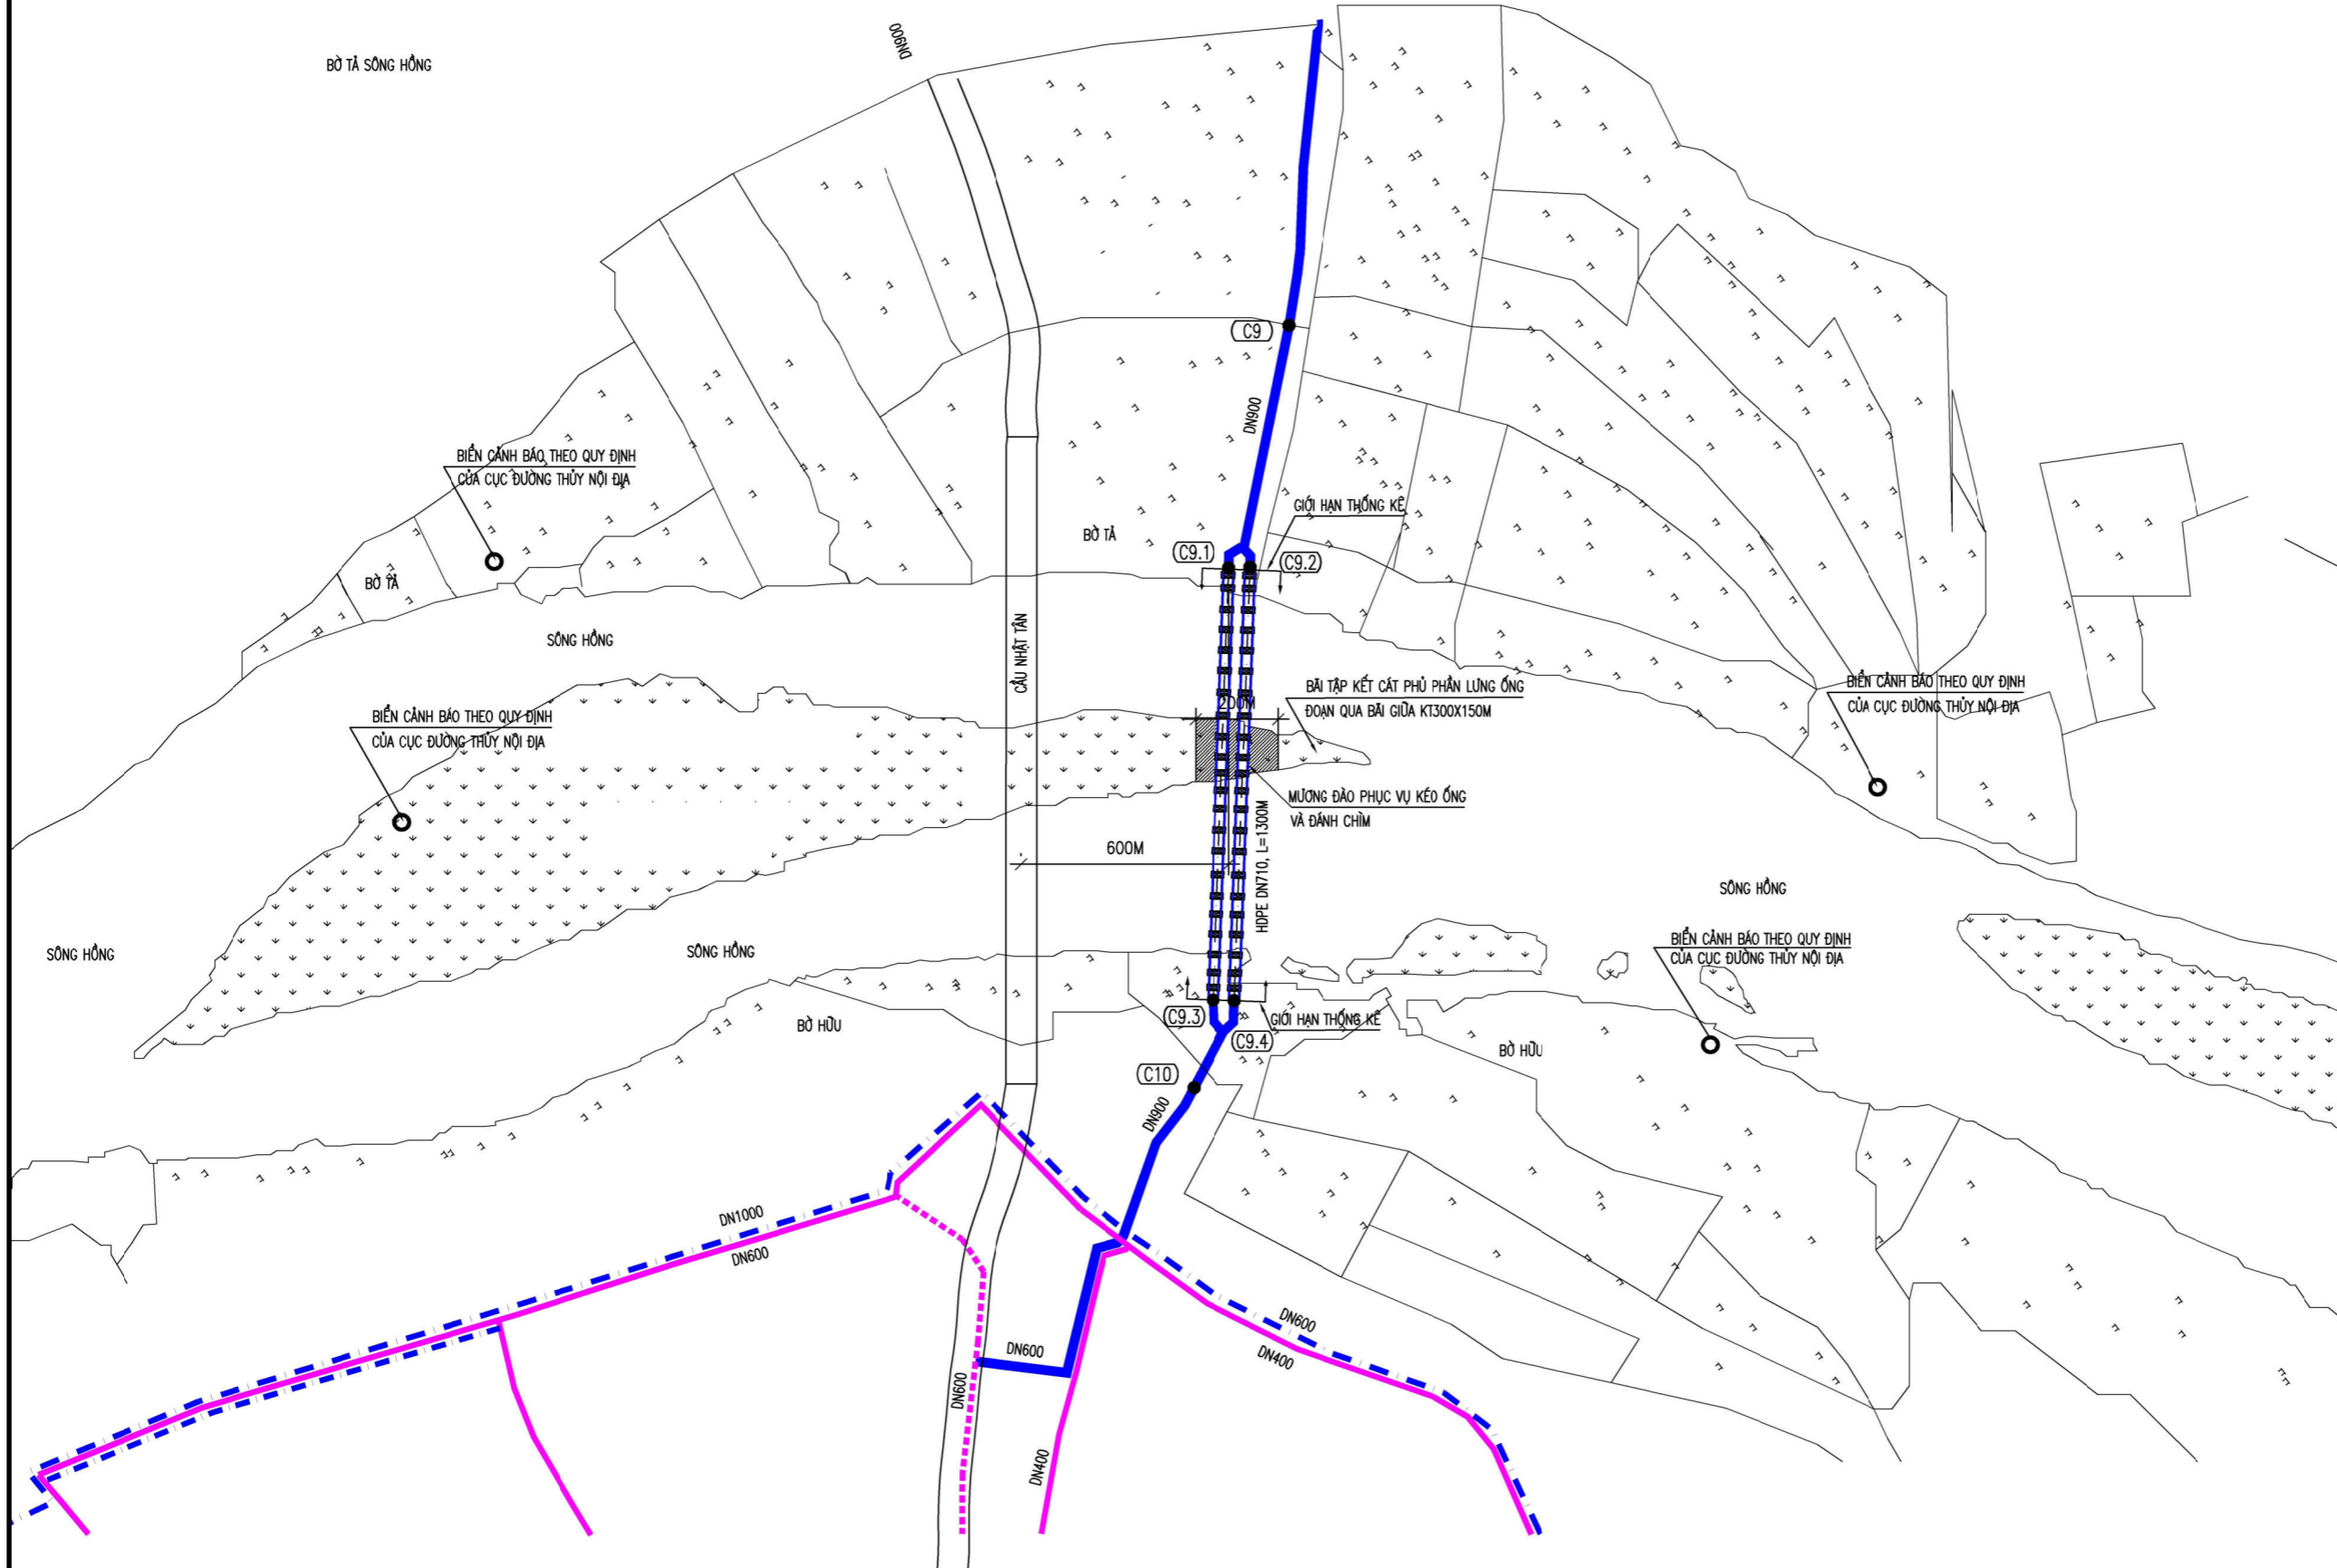 DN900
BỜ TẢ SÔNG HỒNG
C9
DN900
BIỂN CẢNH BÁO THEO QUY ĐỊNH
CỦA CỤC ĐƯỜNG THỦY NỘI ĐỊA
GIỚI HẠN THỐNG KÊ
BỜ TẢ
C9.1
C9.2
BỜ TẢ
SÔNG HỒNG
CẦU NHẬT TÂN
BÃI TẬP KẾT CÁT PHỦ PHẦN LƯNG ỐNG
ĐOẠN QUA BÃI GIỮA KT300X150M
200M
BIỂN CẢNH BÁO THEO QUY ĐỊNH
CỦA CỤC ĐƯỜNG THỦY NỘI ĐỊA
BIỂN CẢNH BÁO THEO QUY ĐỊNH
CỦA CỤC ĐƯỜNG THỦY NỘI ĐỊA
MƯƠNG ĐÀO PHỤC VỤ KÉO ỐNG
VÀ ĐÁNH CHÌM
600M
HDPE DN710, L=1300M
SÔNG HỒNG
SÔNG HỒNG
SÔNG HỒNG
BIỂN CẢNH BÁO THEO QUY ĐỊNH
CỦA CỤC ĐƯỜNG THỦY NỘI ĐỊA
C9.3
GIỚI HẠN THỐNG KÊ
BỜ HỮU
C9.4
BỜ HỮU
C10
DN900
DN1000
DN600
DN600
DN400
DN600
DN600
DN400